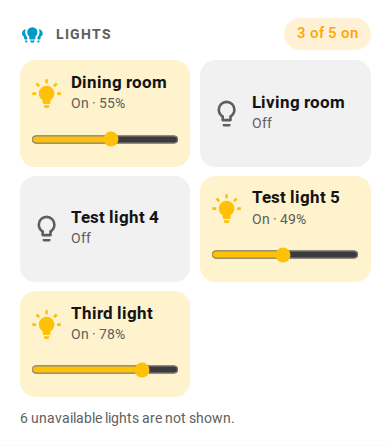 LIGHTS
3 of 5 on
Dining room
On · 55%
Living room
Off
Test light 4
Off
Test light 5
On · 49%
Third light
On · 78%
6 unavailable lights are not shown.